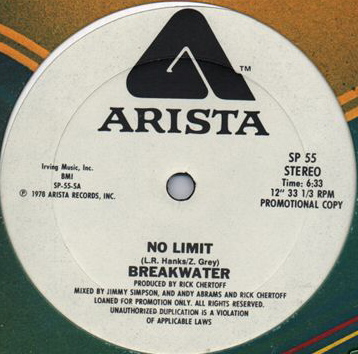 TM
ARISTA
Irving Music, Inc.
BMI
SP-55-SA
Ⓟ 1978 ARISTA RECORDS, INC.
SP 55
STEREO
Time: 6:33
12" 33 1/3 RPM
PROMOTIONAL COPY
NO LIMIT
(L.R. Hanks/Z. Grey)
BREAKWATER
PRODUCED BY RICK CHERTOFF
MIXED BY JIMMY SIMPSON, AND ANDY ABRAMS AND RICK CHERTOFF
LOANED FOR PROMOTION ONLY. ALL RIGHTS RESERVED.
UNAUTHORIZED DUPLICATION IS A VIOLATION
OF APPLICABLE LAWS